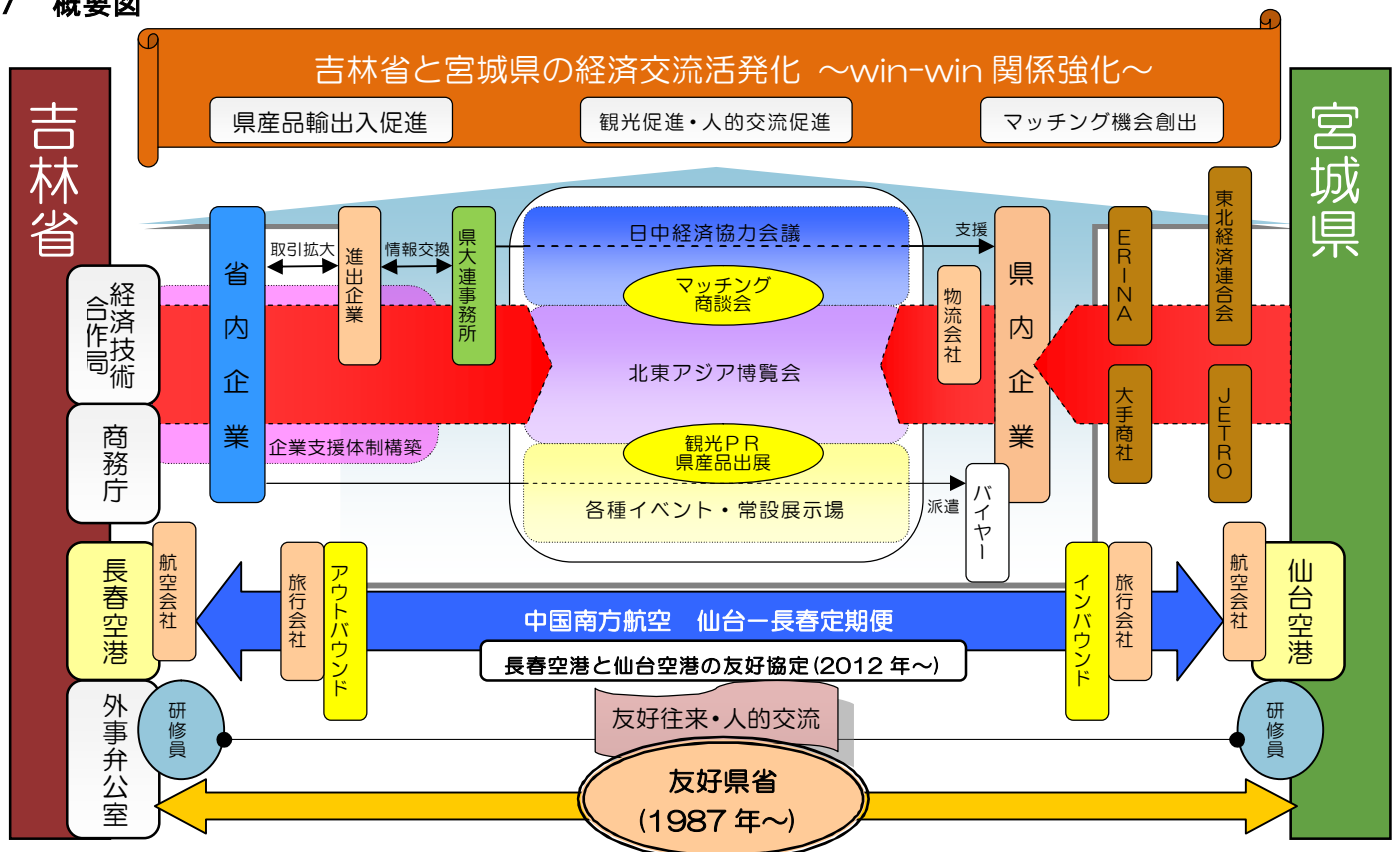 7　概要図
吉林省と宮城県の経済交流活発化 ～win-win 関係強化～
県産品輸出入促進
観光促進・人的交流促進
マッチング機会創出
吉林省
宮城県
経済技術
合作局
商務庁
長春空港
外事弁公室
省内企業
取引拡大
進出企業
情報交換
県大連事務所
企業支援体制構築
日中経済協力会議
マッチング
商談会
北東アジア博覧会
観光ＰＲ
県産品出展
各種イベント・常設展示場
支援
物流会社
県内企業
派遣
バイヤー
ＥＲＩＮＡ
東北経済連合会
大手商社
ＪＥＴＲＯ
航空会社
旅行会社
アウトバウンド
中国南方航空　仙台－長春定期便
長春空港と仙台空港の友好協定(2012 年～)
インバウンド
旅行会社
航空会社
仙台空港
研修員
友好往来・人的交流
研修員
友好県省
(1987 年～)